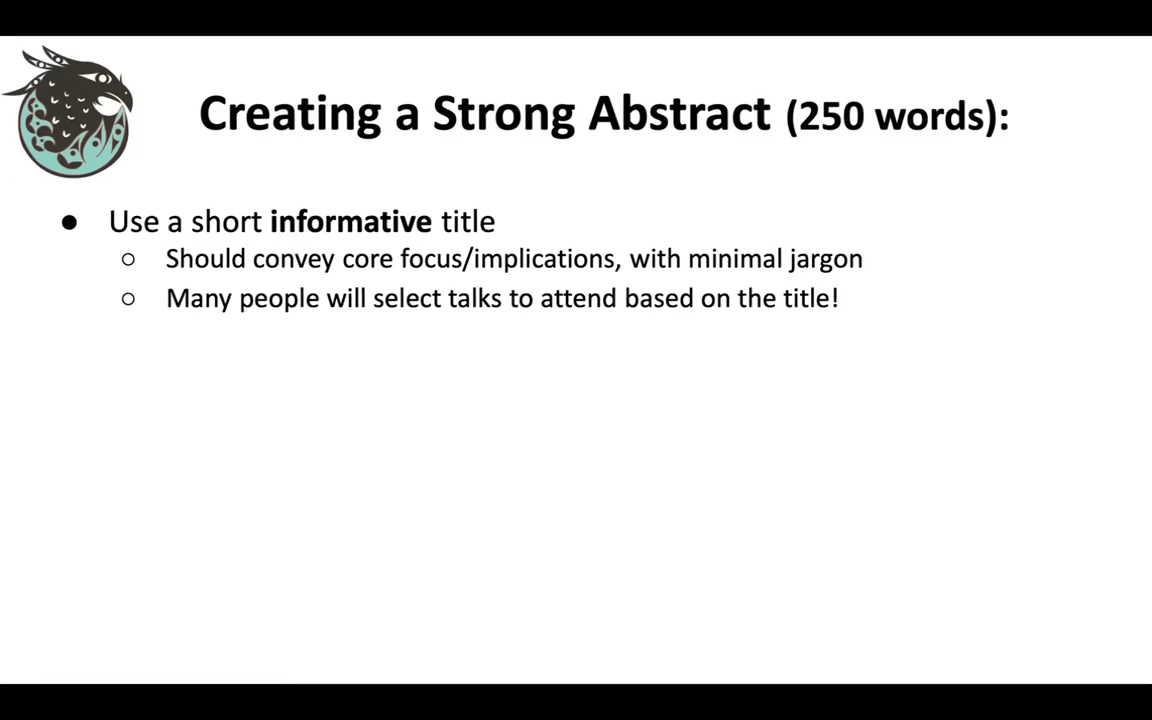 Creating a Strong Abstract (250 words):
● Use a short informative title
○ Should convey core focus/implications, with minimal jargon
○ Many people will select talks to attend based on the title!